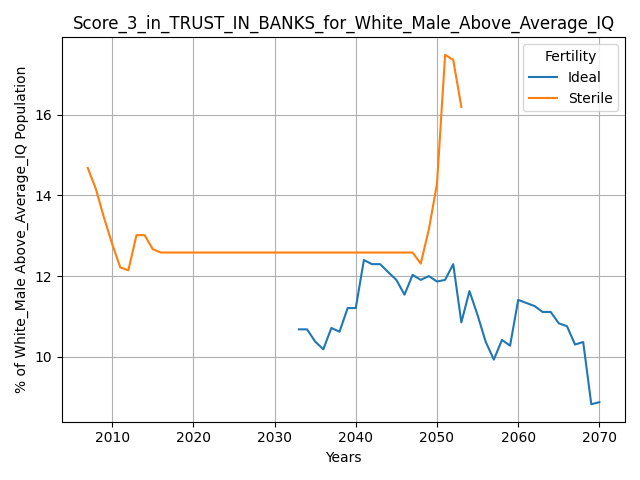 Score_3_in_TRUST_IN_BANKS_for_White_Male_Above_Average_IQ
% of White_Male Above_Average_IQ Population
16
14
12
10
Fertility
Ideal
Sterile
2010 2020 2030 2040 2050 2060 2070
Years